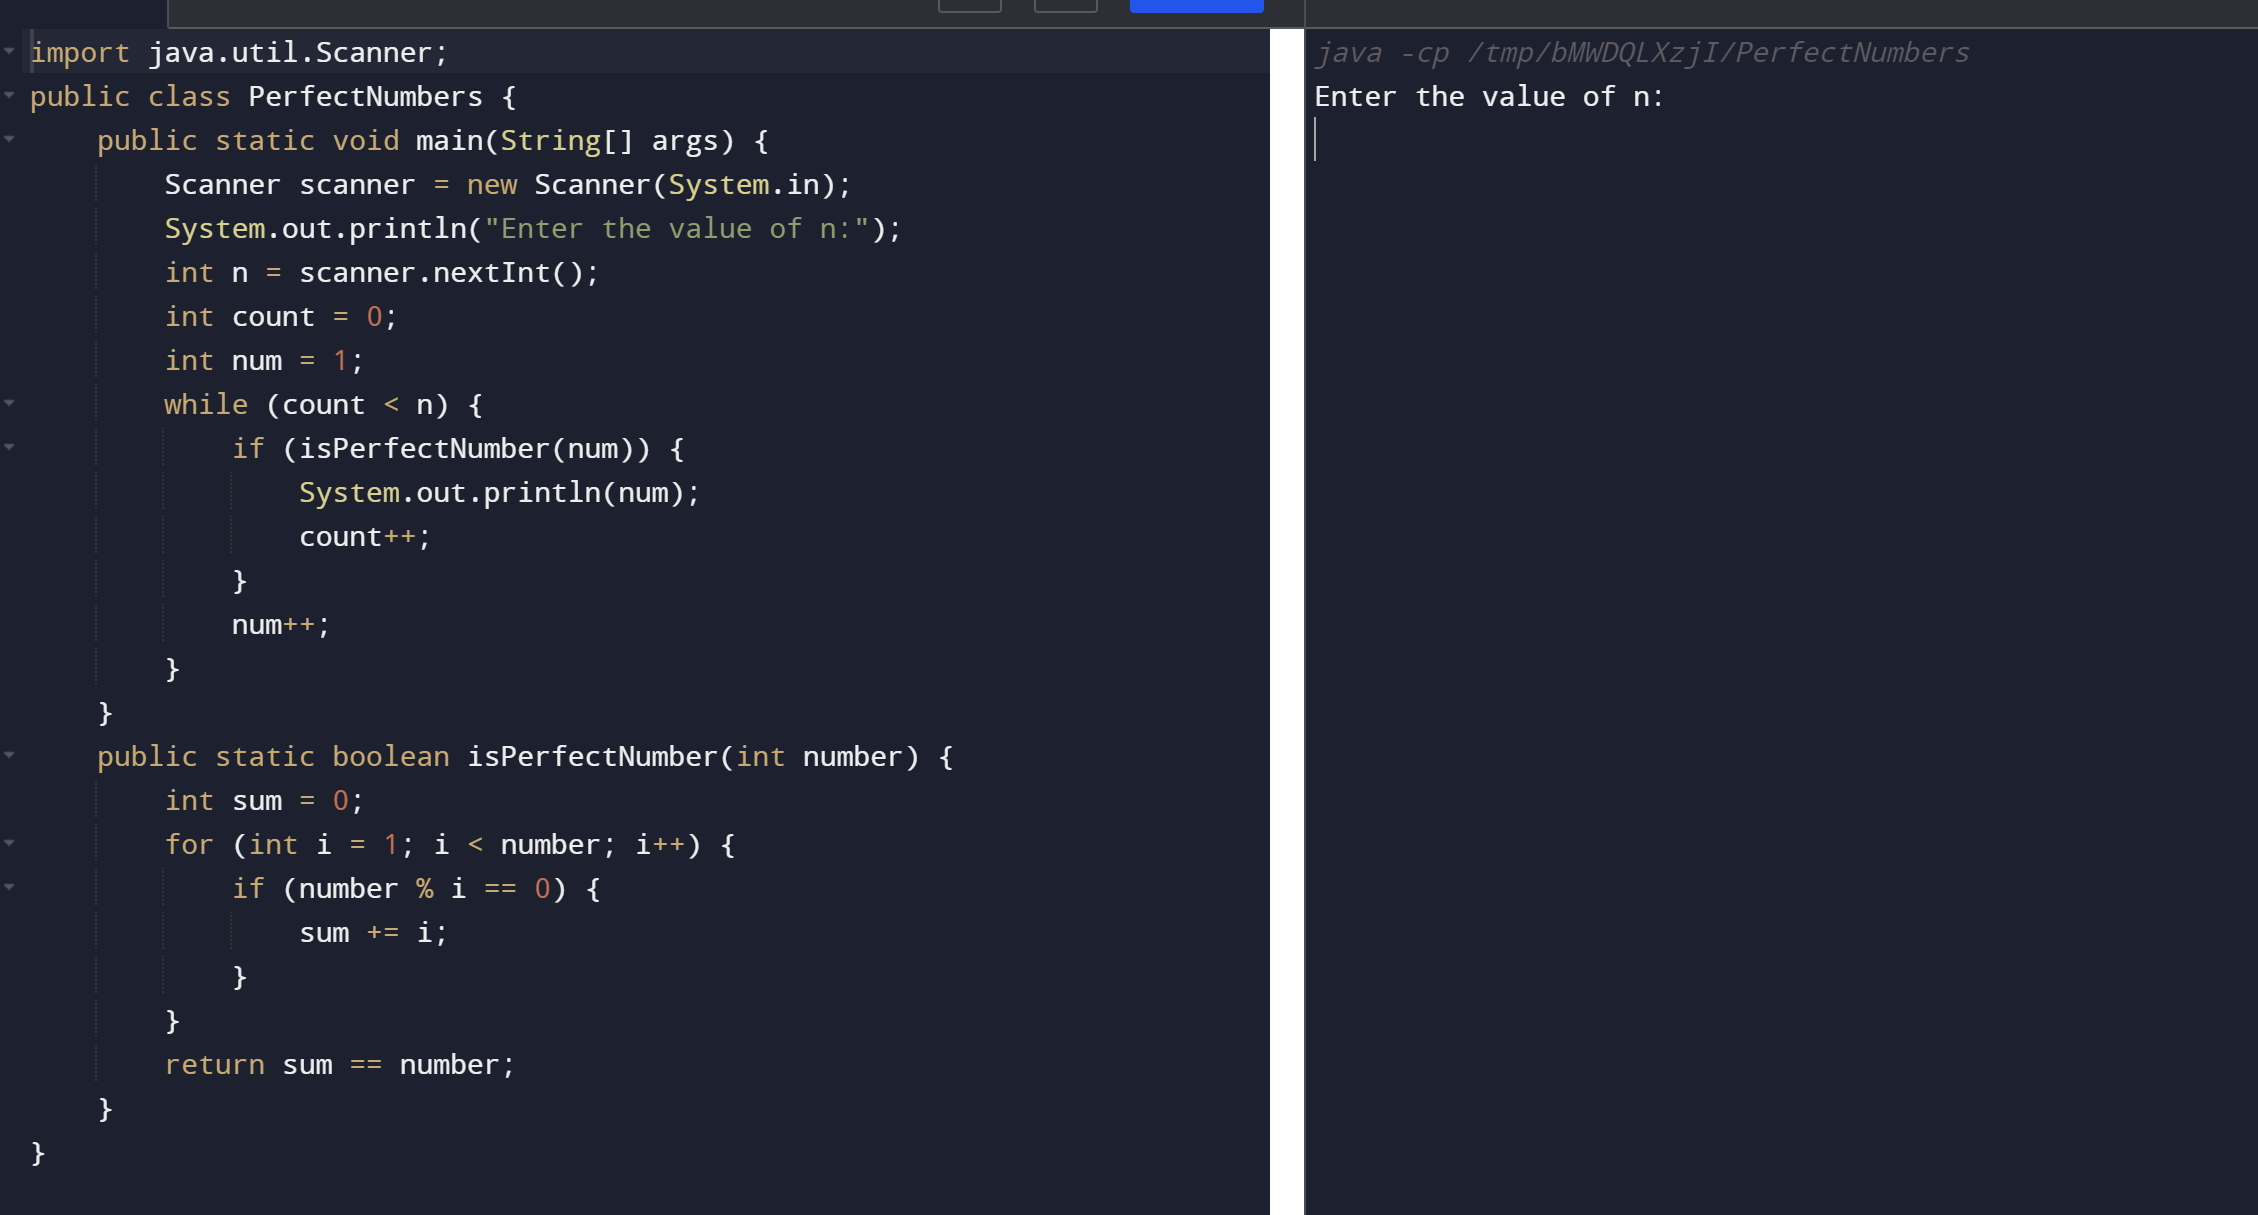 import java.util.Scanner;
public class PerfectNumbers {
    public static void main(String[] args) {
        Scanner scanner = new Scanner(System.in);
        System.out.println("Enter the value of n:");
        int n = scanner.nextInt();
        int count = 0;
        int num = 1;
        while (count < n) {
            if (isPerfectNumber(num)) {
                System.out.println(num);
                count++;
            }
            num++;
        }
    }
    public static boolean isPerfectNumber(int number) {
        int sum = 0;
        for (int i = 1; i < number; i++) {
            if (number % i == 0) {
                sum += i;
            }
        }
        return sum == number;
    }
}
java -cp /tmp/bMWDQLXzjI/PerfectNumbers
Enter the value of n: